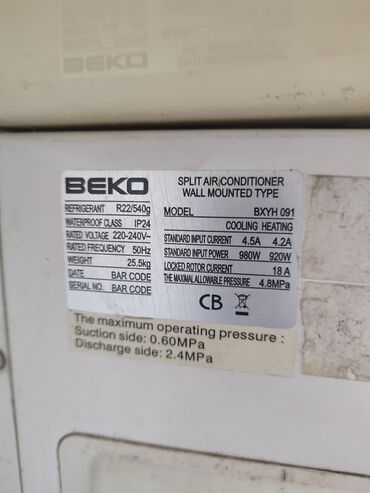 BEKO
BEKO
SPLIT AIR CONDITIONER
WALL MOUNTED TYPE
REFRIGERANT R22/540g
WATERPROOF CLASS IP24
RATED VOLTAGE 220-240V~
RATED FREQUENCY 50Hz
WEIGHT 25.5kg
DATE BAR CODE
SERIAL NO. BAR CODE
MODEL BXYH 091
COOLING HEATING
STANDARD INPUT CURRENT 4.5A 4.2A
STANDARD INPUT POWER 980W 920W
LOCKED ROTOR CURRENT 18 A
THE MAXIMAL ALLOWABLE PRESSURE 4.8MPa
CB
The maximum operating pressure :
Suction side: 0.60MPa
Discharge side: 2.4MPa